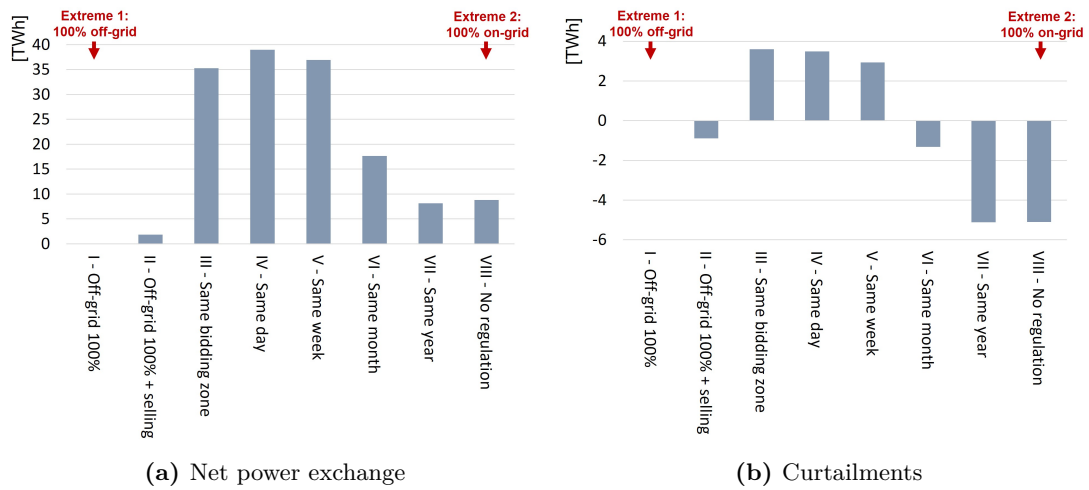 Extreme 1:
100% off-grid
Extreme 2:
100% on-grid
[TWh]
40
35
30
25
20
15
10
5
0
I - Off-grid 100%
II - Off-grid 100% + selling
III - Same bidding zone
IV - Same day
V - Same week
VI - Same month
VII - Same year
VIII - No regulation
(a) Net power exchange
Extreme 1:
100% off-grid
Extreme 2:
100% on-grid
[TWh]
4
2
0
-2
-4
-6
I - Off-grid 100%
II - Off-grid 100% + selling
III - Same bidding zone
IV - Same day
V - Same week
VI - Same month
VII - Same year
VIII - No regulation
(b) Curtailments